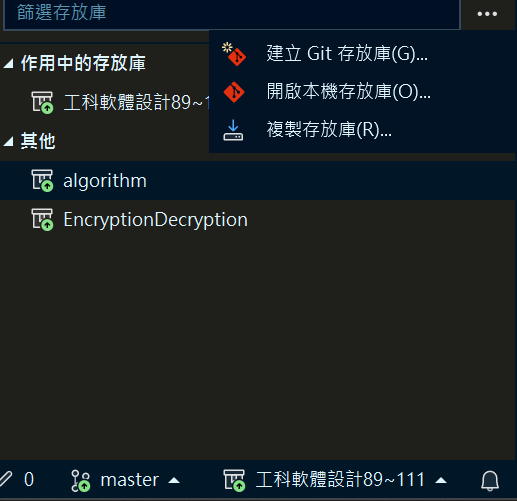 篩選存放庫
...
建立 Git 存放庫(G)...
開啟本機存放庫(O)...
複製存放庫(R)...
作用中的存放庫
工科軟體設計89~1
其他
algorithm
EncryptionDecryption
0 master 工科軟體設計89~111